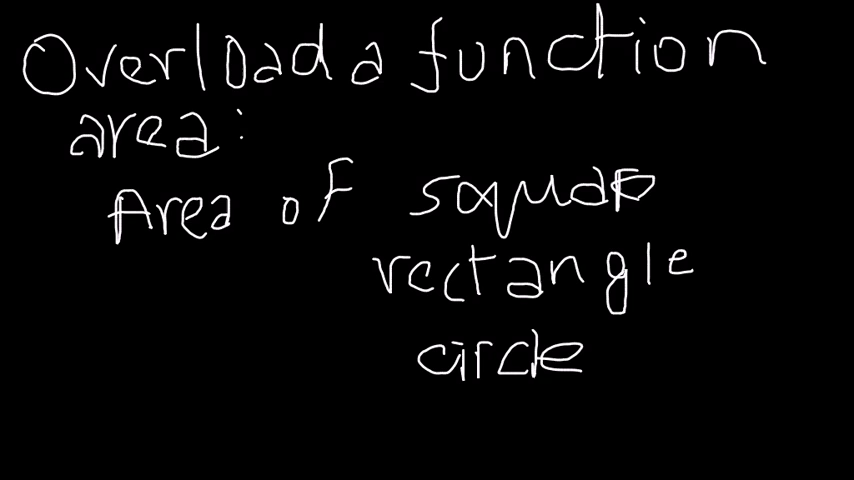 Overload a function
area:
Area of square
rectangle
circle